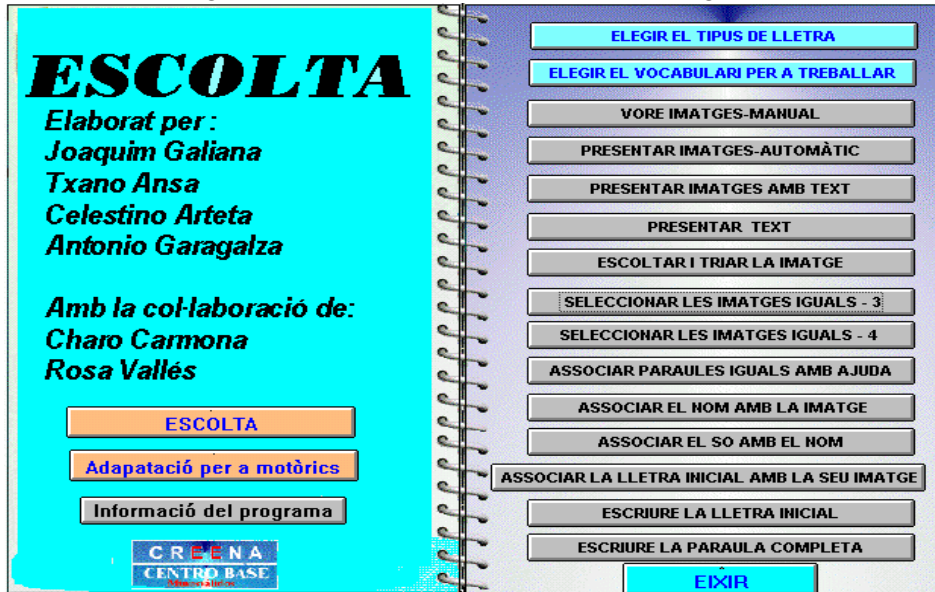 ESCOLTA
Elaborat per :
Joaquim Galiana
Txano Ansa
Celestino Arteta
Antonio Garagalza
Amb la col·laboració de:
Charo Carmona
Rosa Vallés
ESCOLTA
Adapatació per a motòrics
Informació del programa
CREENA
CENTRO BASE
ELEGIR EL TIPUS DE LLETRA
ELEGIR EL VOCABULARI PER A TREBALLAR
VORE IMATGES-MANUAL
PRESENTAR IMATGES-AUTOMÀTIC
PRESENTAR IMATGES AMB TEXT
PRESENTAR TEXT
ESCOLTAR I TRIAR LA IMATGE
SELECCIONAR LES IMATGES IGUALS - 3
SELECCIONAR LES IMATGES IGUALS - 4
ASSOCIAR PARAULES IGUALS AMB AJUDA
ASSOCIAR EL NOM AMB LA IMATGE
ASSOCIAR EL SO AMB EL NOM
ASSOCIAR LA LLETRA INICIAL AMB LA SEU IMATGE
ESCRIURE LA LLETRA INICIAL
ESCRIURE LA PARAULA COMPLETA
EIXIR